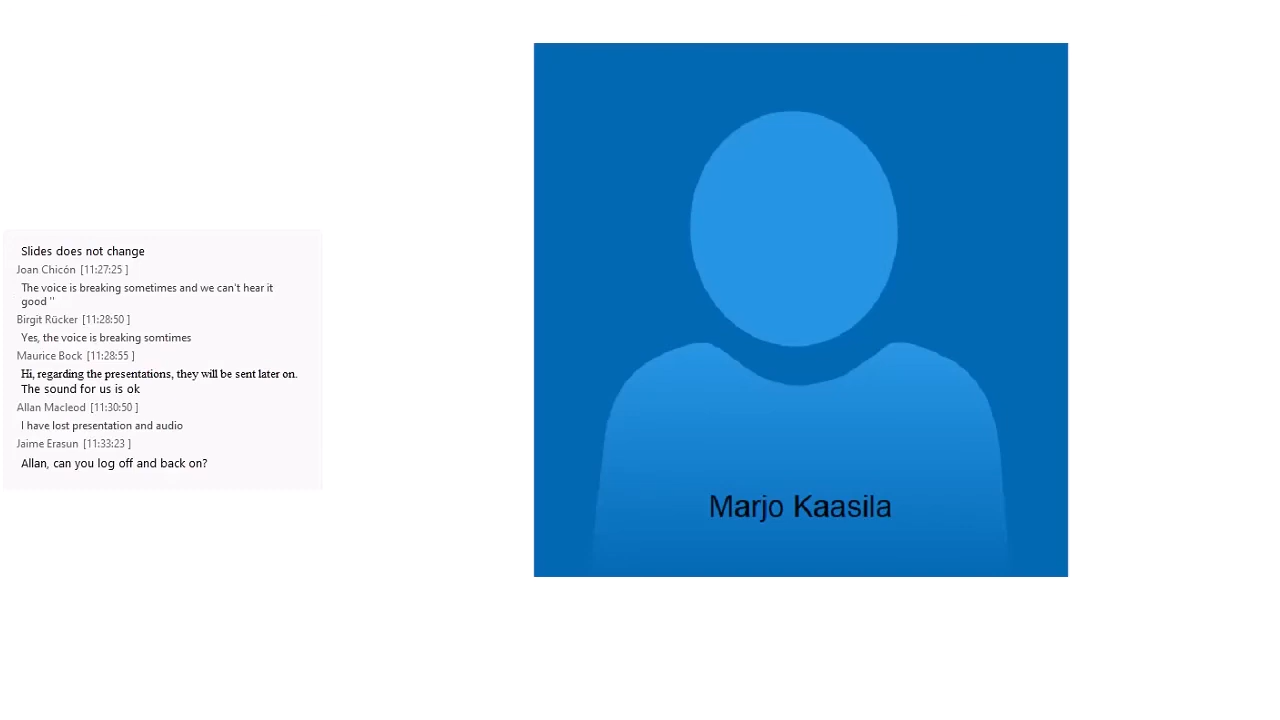 Slides does not change
Joan Chicón [11:27:25 ]
The voice is breaking sometimes and we can't hear it
good "
Birgit Rücker [11:28:50 ]
Yes, the voice is breaking somtimes
Maurice Bock [11:28:55 ]
Hi, regarding the presentations, they will be sent later on.
The sound for us is ok
Allan Macleod [11:30:50 ]
I have lost presentation and audio
Jaime Erasun [11:33:23 ]
Allan, can you log off and back on?
Marjo Kaasila